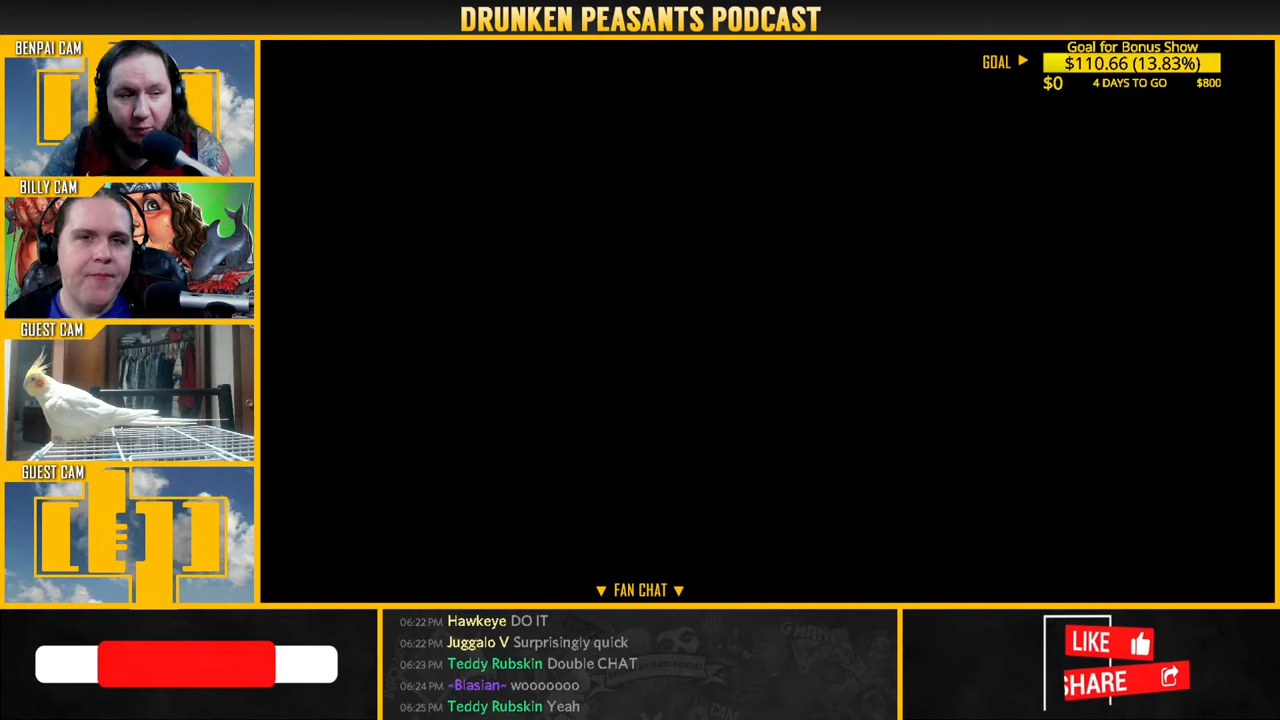 DRUNKEN PEASANTS PODCAST
BENPAI CAM
BILLY CAM
GUEST CAM
GUEST CAM
GOAL ▶
Goal for Bonus Show
$110.66 (13.83%)
$0 4 DAYS TO GO $800
▼ FAN CHAT ▼
06:22 PM Hawkeye DO IT
06:22 PM Juggalo V Surprisingly quick
06:23 PM Teddy Rubskin Double CHAT
06:24 PM ~Blasian~ wooooooo
06:25 PM Teddy Rubskin Yeah
LIKE
SHARE